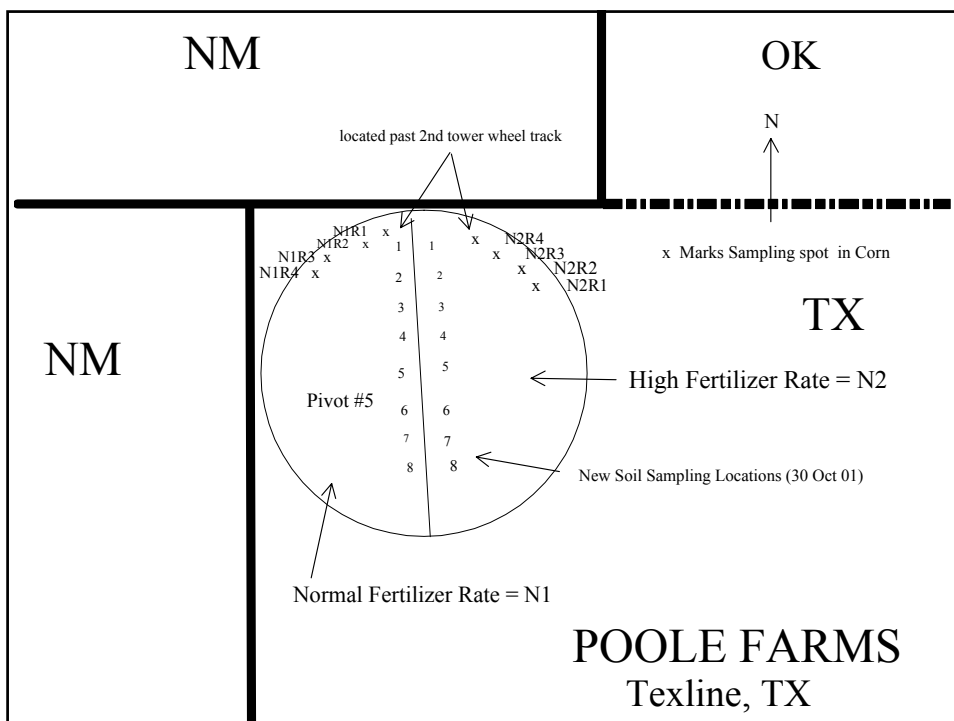 NM
OK
N
located past 2nd tower wheel track
x Marks Sampling spot in Corn
N1R1
x
N1R2
x
N1R3
x
N1R4
x
x
N2R4
x
N2R3
x
N2R2
x
N2R1
1 1
2 2
3 3
4 4
5 5
6 6
7 7
8 8
TX
NM
Pivot #5
High Fertilizer Rate = N2
New Soil Sampling Locations (30 Oct 01)
Normal Fertilizer Rate = N1
POOLE FARMS
Texline, TX